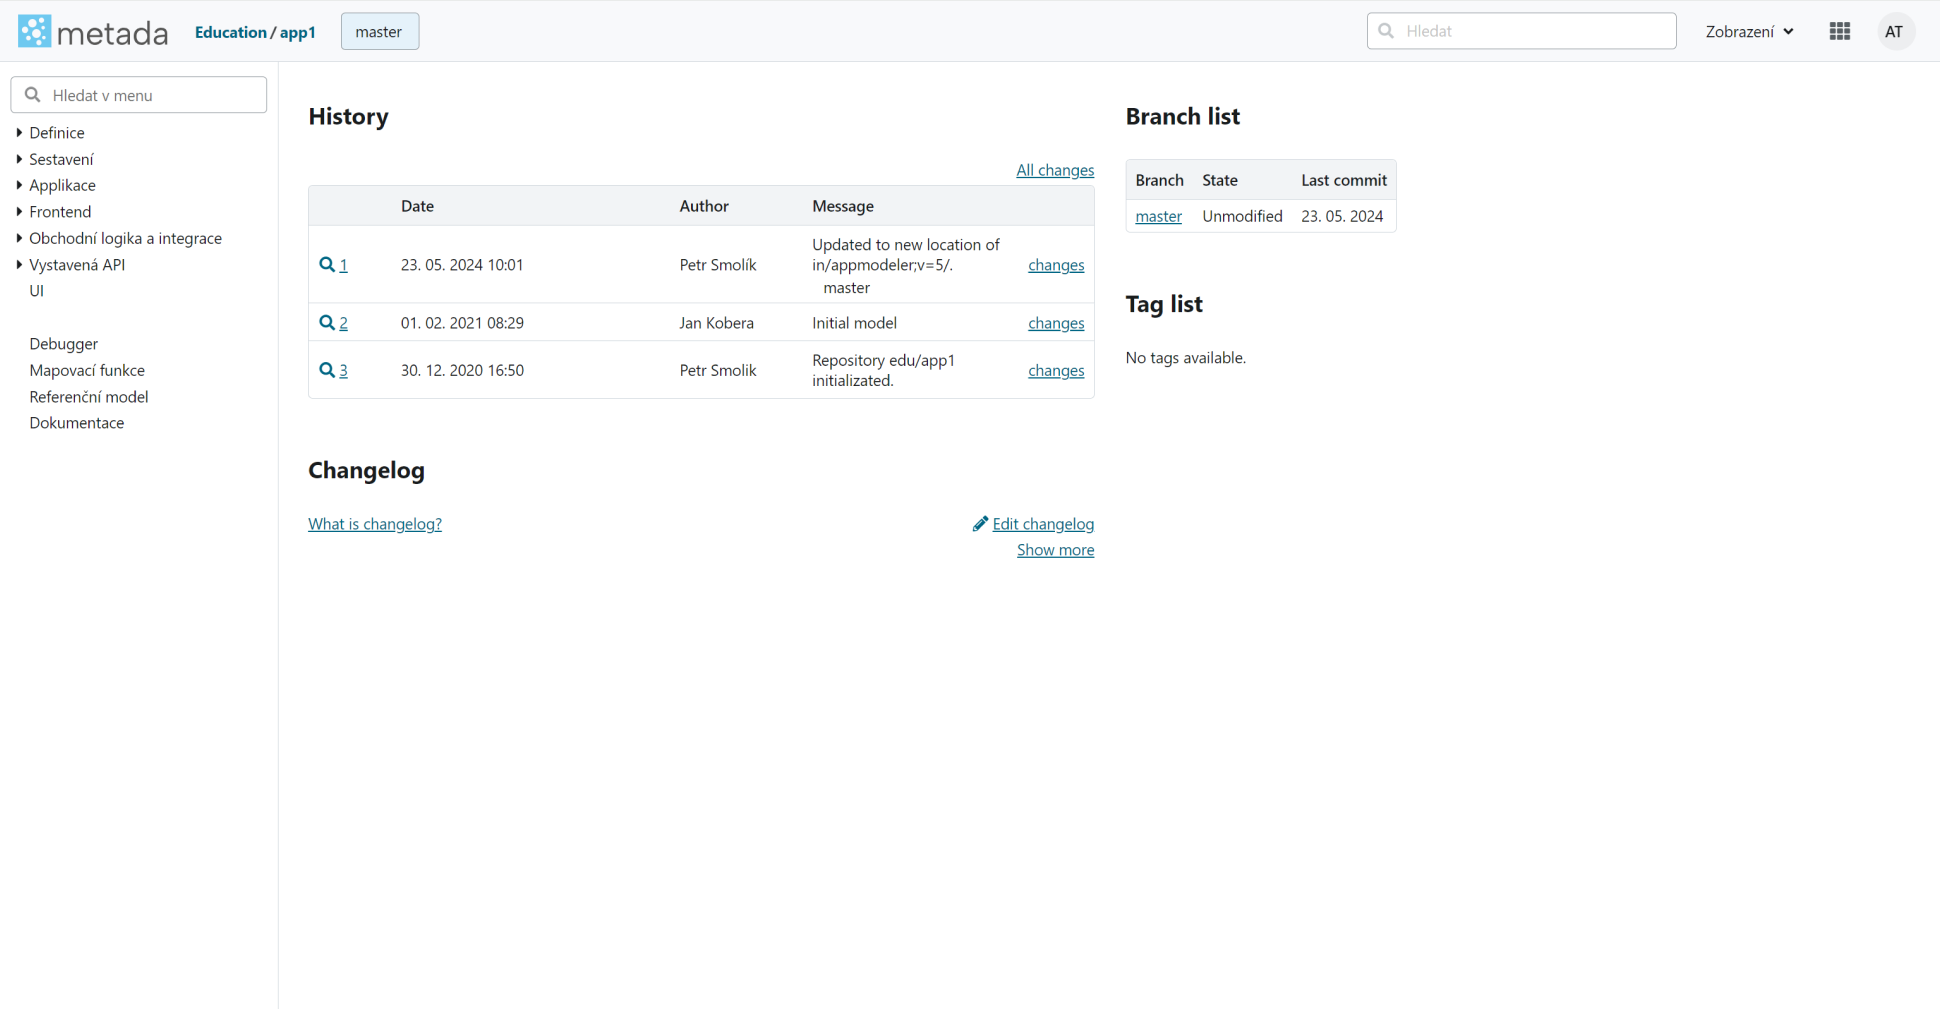 metada
Education / app1
master
Hledat
Zobrazení
AT
Hledat v menu
Definice
Sestavení
Applikace
Frontend
Obchodní logika a integrace
Vystavená API
UI
Debugger
Mapovací funkce
Referenční model
Dokumentace
History
All changes
Date Author Message
1 23. 05. 2024 10:01 Petr Smolík Updated to new location of
in/appmodeler;v=5/.
master
changes
2 01. 02. 2021 08:29 Jan Kobera Initial model changes
3 30. 12. 2020 16:50 Petr Smolik Repository edu/app1
initializated.
changes
Changelog
What is changelog?
Edit changelog
Show more
Branch list
Branch State Last commit
master Unmodified 23. 05. 2024
Tag list
No tags available.